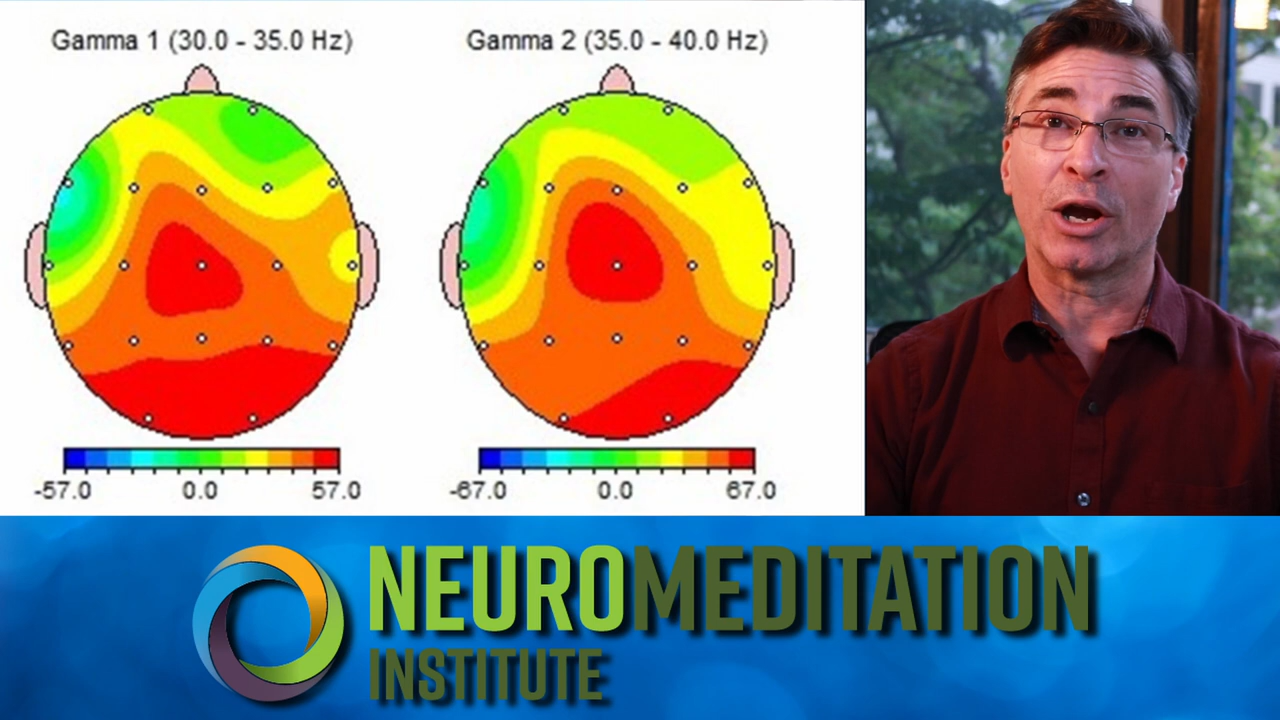 Gamma 1 (30.0 - 35.0 Hz)
Gamma 2 (35.0 - 40.0 Hz)
-57.0 0.0 57.0
-67.0 0.0 67.0
NEUROMEDITATION
INSTITUTE